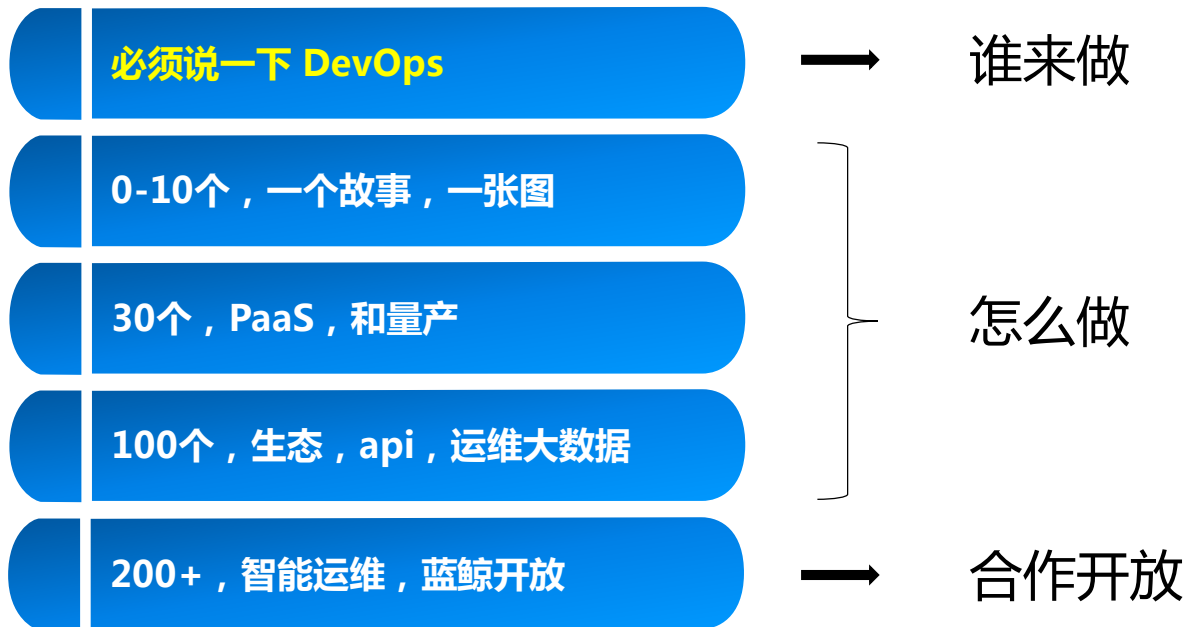 必须说一下 DevOps
谁来做
0-10个，一个故事，一张图
30个，PaaS，和量产
怎么做
100个，生态，api，运维大数据
200+，智能运维，蓝鲸开放
合作开放